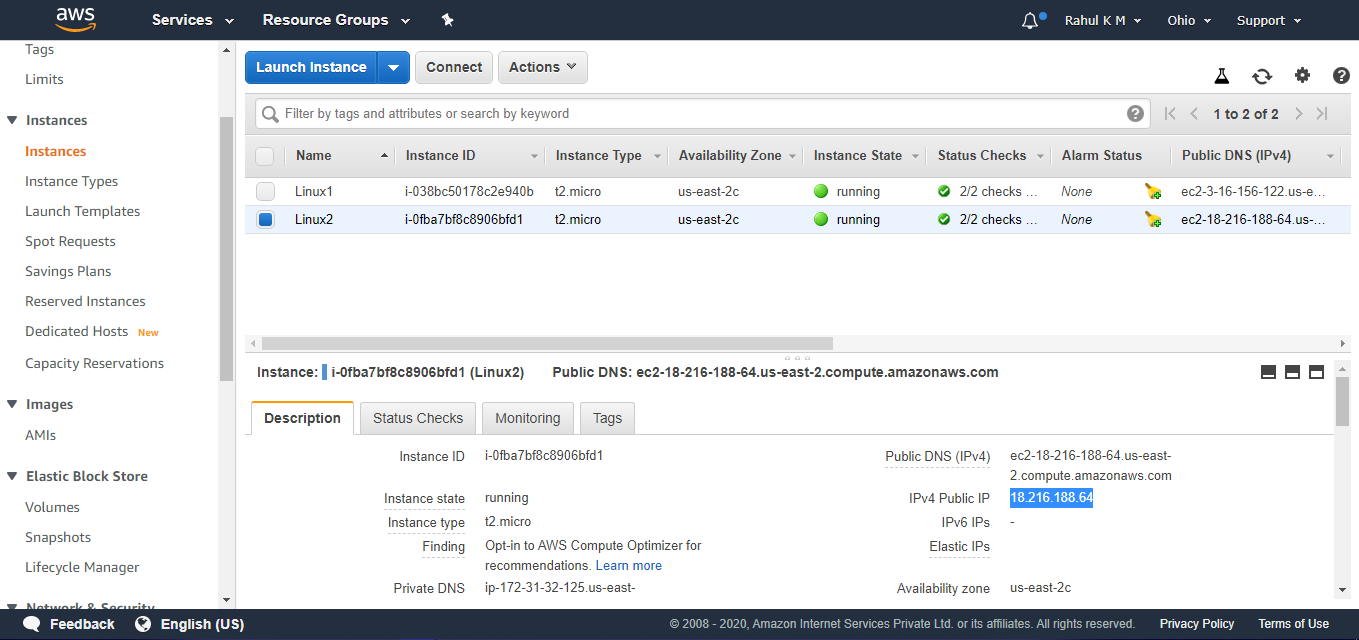 aws Services Resource Groups Rahul K M Ohio Support
Tags
Limits
Instances
Instances
Instance Types
Launch Templates
Spot Requests
Savings Plans
Reserved Instances
Dedicated Hosts New
Capacity Reservations
Images
AMIs
Elastic Block Store
Volumes
Snapshots
Lifecycle Manager
Network & Security
Launch Instance Connect Actions
Filter by tags and attributes or search by keyword ? 1 to 2 of 2
Name Instance ID Instance Type Availability Zone Instance State Status Checks Alarm Status Public DNS (IPv4)
Linux1 i-038bc50178c2e940b t2.micro us-east-2c running 2/2 checks ... None ec2-3-16-156-122.us-e...
Linux2 i-0fba7bf8c8906bfd1 t2.micro us-east-2c running 2/2 checks ... None ec2-18-216-188-64.us-...
Instance: i-0fba7bf8c8906bfd1 (Linux2) Public DNS: ec2-18-216-188-64.us-east-2.compute.amazonaws.com
Description Status Checks Monitoring Tags
Instance ID i-0fba7bf8c8906bfd1
Instance state running
Instance type t2.micro
Finding Opt-in to AWS Compute Optimizer for
recommendations. Learn more
Private DNS ip-172-31-32-125.us-east-
Public DNS (IPv4) ec2-18-216-188-64.us-east-
2.compute.amazonaws.com
IPv4 Public IP 18.216.188.64
IPv6 IPs -
Elastic IPs
Availability zone us-east-2c
Feedback English (US) © 2008 - 2020, Amazon Internet Services Private Ltd. or its affiliates. All rights reserved. Privacy Policy Terms of Use